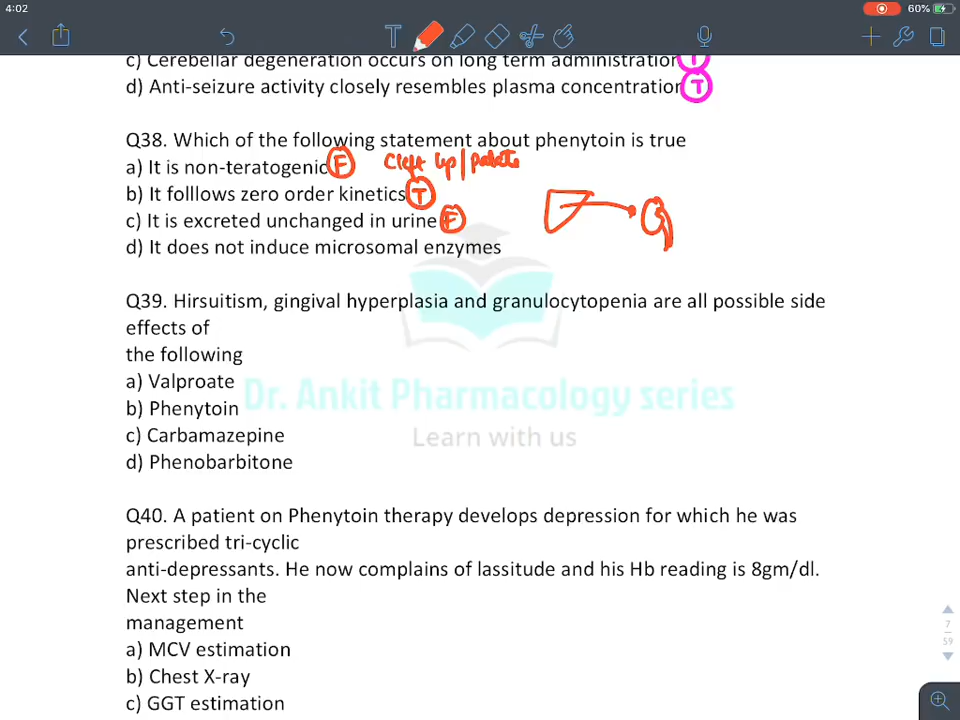 4:02
60%
T
c) Cerebellar degeneration occurs on long term administration T
d) Anti-seizure activity closely resembles plasma concentration T
Q38. Which of the following statement about phenytoin is true
a) It is non-teratogenic F Cleft lip/palate
b) It folllows zero order kinetics T
c) It is excreted unchanged in urine F
d) It does not induce microsomal enzymes
Q39. Hirsuitism, gingival hyperplasia and granulocytopenia are all possible side
effects of
the following
a) Valproate
b) Phenytoin
c) Carbamazepine
d) Phenobarbitone
Dr. Ankit Pharmacology series
Learn with us
Q40. A patient on Phenytoin therapy develops depression for which he was
prescribed tri-cyclic
anti-depressants. He now complains of lassitude and his Hb reading is 8gm/dl.
Next step in the
management
a) MCV estimation
b) Chest X-ray
c) GGT estimation
7
59